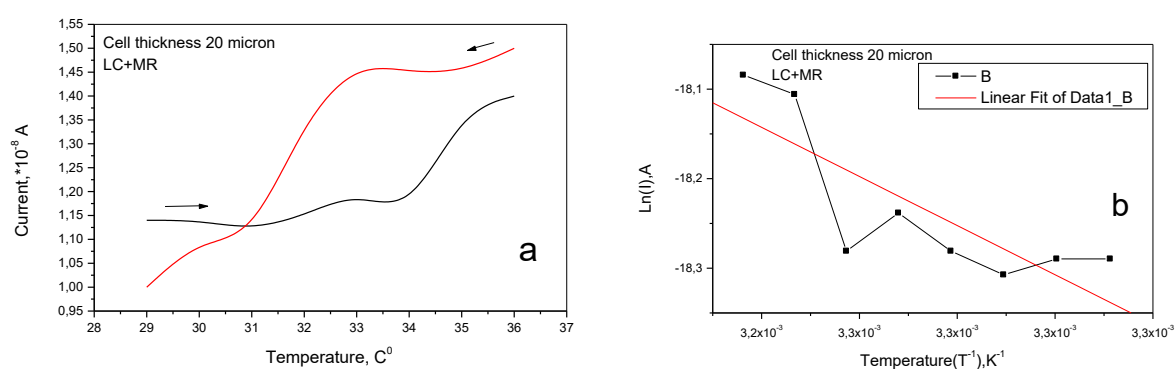 Cell thickness 20 micron
LC+MR
1,55
1,50
1,45
1,40
1,35
1,30
1,25
1,20
1,15
1,10
1,05
1,00
0,95
28 29 30 31 32 33 34 35 36 37
Current,*10⁻⁸ A
Temperature, C⁰
a
Cell thickness 20 micron
LC+MR
B
Linear Fit of Data1_B
-18,1
-18,2
-18,3
3,2x10⁻³ 3,3x10⁻³ 3,3x10⁻³ 3,3x10⁻³ 3,3x10⁻³
Ln(I),A
Temperature(T⁻¹),K⁻¹
b